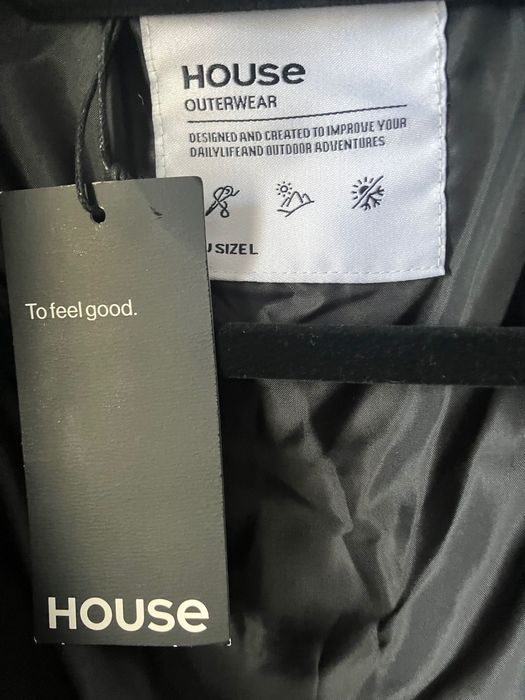 HOUSe
OUTERWEAR
DESIGNED AND CREATED TO IMPROVE YOUR
DAILYLIFEAND OUTDOOR ADVENTURES
SIZE L
To feel good.
HOUSe